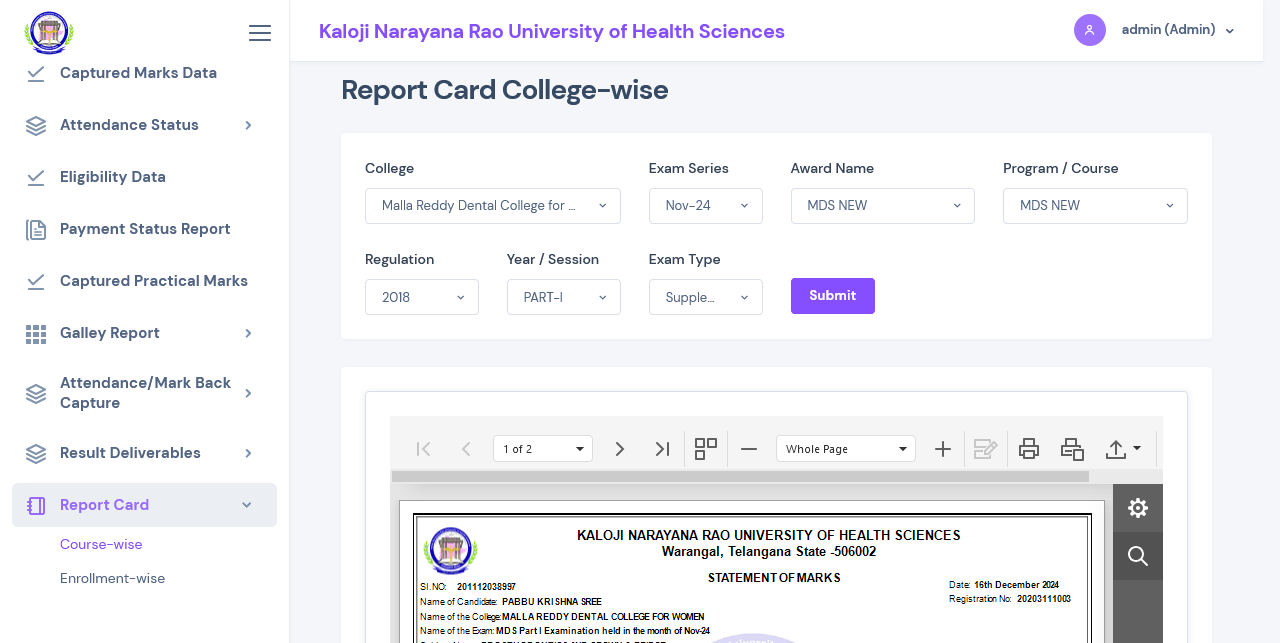 Kaloji Narayana Rao University of Health Sciences
admin (Admin)
Captured Marks Data
Attendance Status
Eligibility Data
Payment Status Report
Captured Practical Marks
Galley Report
Attendance/Mark Back
Capture
Result Deliverables
Report Card
Course-wise
Enrollment-wise
Report Card College-wise
College
Exam Series
Award Name
Program / Course
Malla Reddy Dental College for ...
Nov-24
MDS NEW
MDS NEW
Regulation
Year / Session
Exam Type
2018
PART-I
Supple...
Submit
1 of 2
Whole Page
KALOJI NARAYANA RAO UNIVERSITY OF HEALTH SCIENCES
Warangal, Telangana State -506002
STATEMENT OF MARKS
Sl.NO: 201112038997
Date: 16th December 2024
Name of Candidate: PABBU KRISHNA SREE
Registration No: 20203111003
Name of the College:MALLA REDDY DENTAL COLLEGE FOR WOMEN
Name of the Exam: MDS Part I Examination held in the month of Nov-24